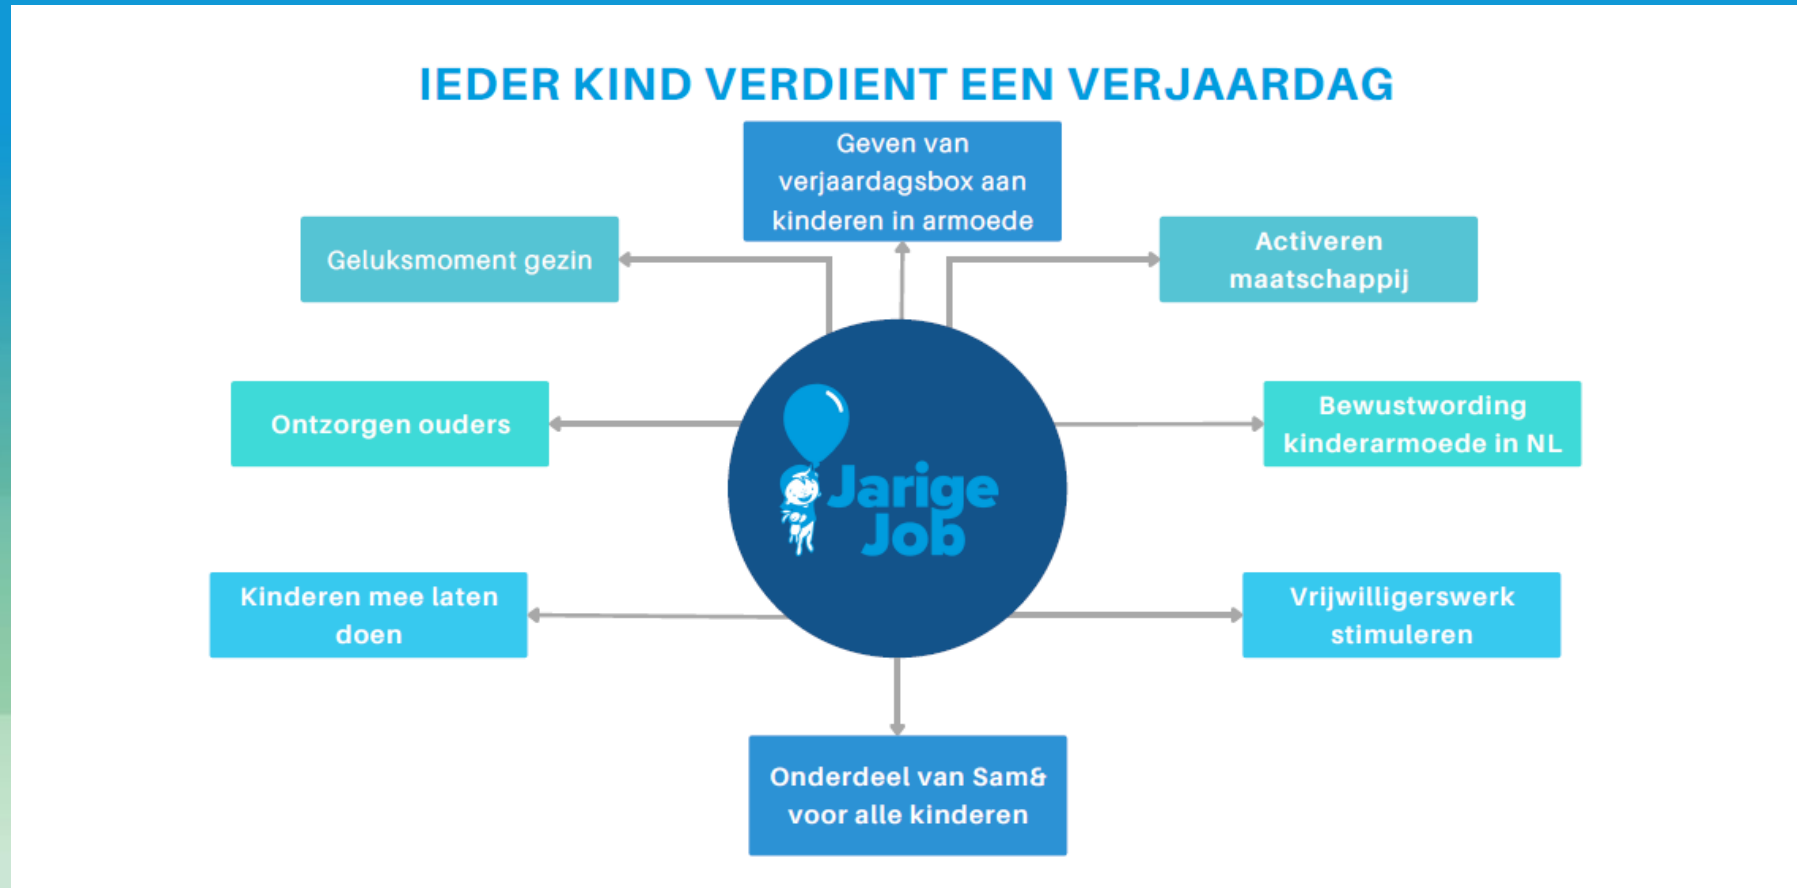 IEDER KIND VERDIENT EEN VERJAARDAG
Geven van
verjaardagsbox aan
kinderen in armoede
Geluksmoment gezin
Activeren
maatschappij
Ontzorgen ouders
Bewustwording
kinderarmoede in NL
Jarige
Job
Kinderen mee laten
doen
Vrijwilligerswerk
stimuleren
Onderdeel van Sam&
voor alle kinderen